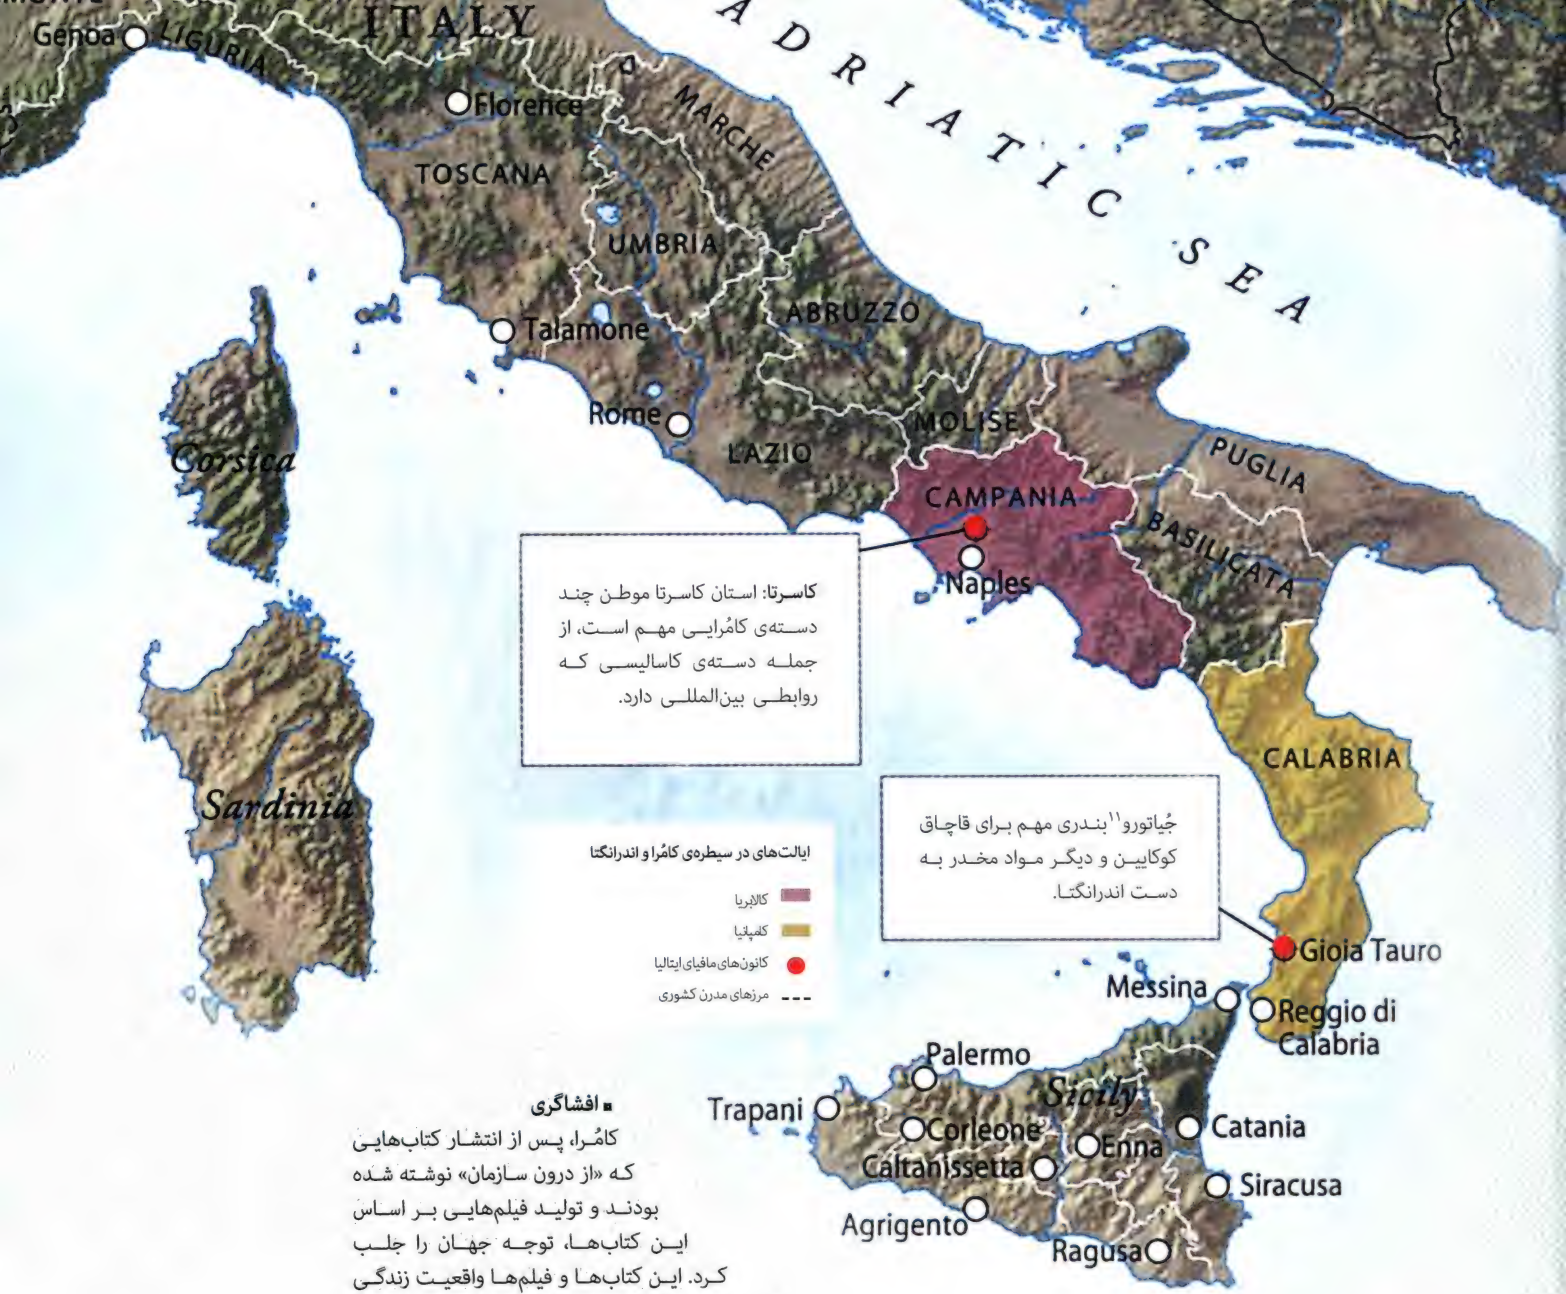 ITALY
Genoa
LIGURIA
Florence
MARCHE
ADRIATIC SEA
TOSCANA
UMBRIA
ABRUZZO
Talamone
Rome
MOLISE
LAZIO
PUGLIA
Corsica
CAMPANIA
BASILICATA
Naples
کاسرتا: استان کاسرتا موطن چند
دسته‌ی کامُرایی مهم است، از
جمله دسته‌ی کاسالیسی که
روابطی بین‌المللی دارد.
CALABRIA
Sardinia
جُیاتورو۱۱بندری مهم برای قاچاق
کوکایین و دیگر مواد مخدر به
دست اندرانگتا.
ایالت‌های در سیطره‌ی کامُرا و اندرانگتا
کالابریا
کامپانیا
کانون‌های مافیای ایتالیا
مرزهای مدرن کشوری
Gioia Tauro
Messina
Reggio di
Calabria
Palermo
Sicily
Trapani
Corleone
Enna
Catania
Caltanissetta
Siracusa
Agrigento
Ragusa
▪ افشاگری
کامُرا، پس از انتشار کتاب‌هایی
که «از درون سازمان» نوشته شده
بودند و تولید فیلم‌هایی بر اساس
این کتاب‌ها، توجه جهان را جلب
کرد. این کتاب‌ها و فیلم‌ها واقعیت زندگی